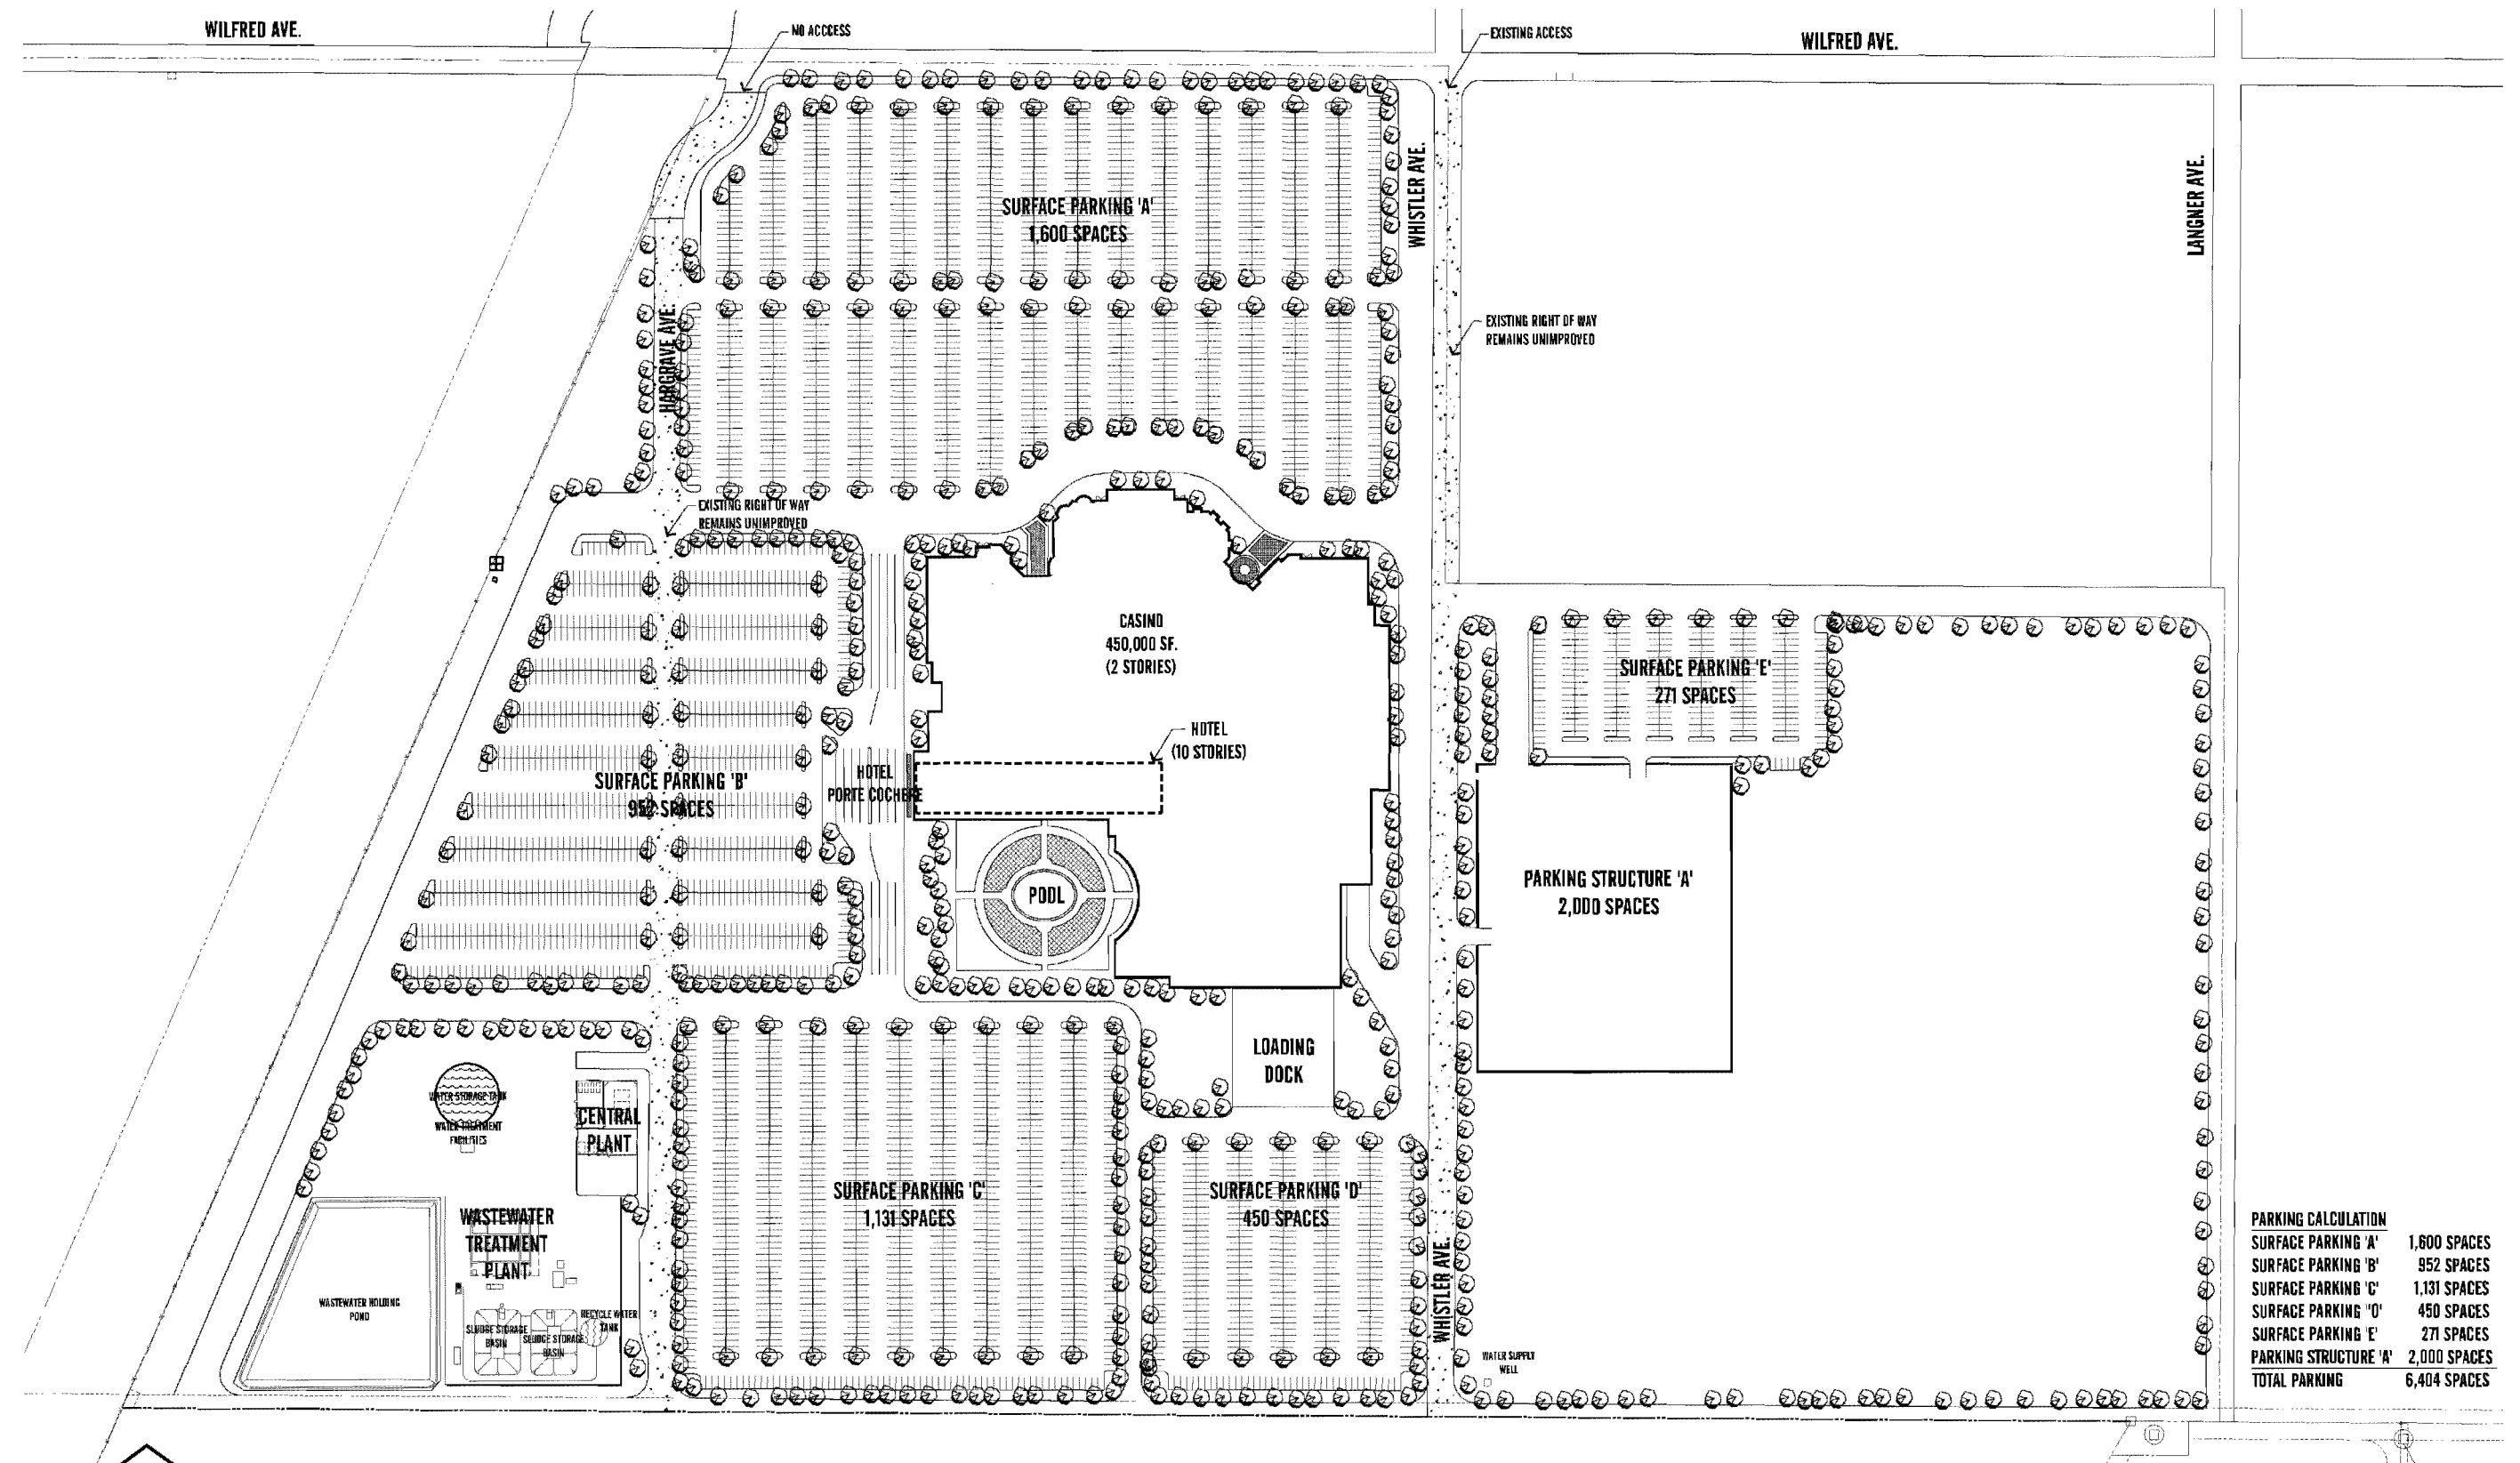 WILFRED AVE.
NO ACCCESS
EXISTING ACCESS
WILFRED AVE.
WHISTLER AVE.
LANGNER AVE.
SURFACE PARKING 'A'
1,600 SPACES
HARGRAVE AVE.
EXISTING RIGHT OF WAY
REMAINS UNIMPROVED
EXISTING RIGHT OF WAY
REMAINS UNIMPROVED
CASINO
450,000 SF.
(2 STORIES)
SURFACE PARKING 'E'
271 SPACES
HOTEL
(10 STORIES)
HOTEL
PORTE COCHERE
SURFACE PARKING 'B'
952 SPACES
POOL
PARKING STRUCTURE 'A'
2,000 SPACES
LOADING
DOCK
WATER STORAGE TANK
WATER TREATMENT
FACILITIES
CENTRAL
PLANT
SURFACE PARKING 'C'
1,131 SPACES
SURFACE PARKING 'D'
450 SPACES
WASTEWATER
TREATMENT
PLANT
WASTEWATER HOLDING
POND
SLUDGE STORAGE
BASIN
SLUDGE STORAGE
BASIN
RECYCLE WATER
TANK
WHISTLER AVE.
WATER SUPPLY
WELL
PARKING CALCULATION
SURFACE PARKING 'A' 1,600 SPACES
SURFACE PARKING 'B' 952 SPACES
SURFACE PARKING 'C' 1,131 SPACES
SURFACE PARKING "O' 450 SPACES
SURFACE PARKING 'E' 271 SPACES
PARKING STRUCTURE 'A' 2,000 SPACES
TOTAL PARKING 6,404 SPACES